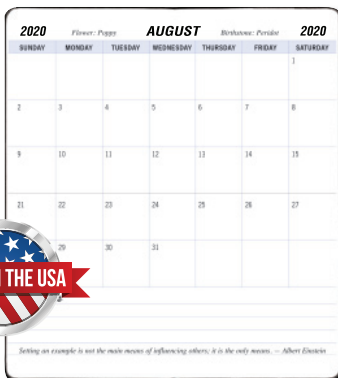 2020 Flower: Poppy AUGUST Birthstone: Peridot 2020
SUNDAY MONDAY TUESDAY WEDNESDAY THURSDAY FRIDAY SATURDAY
1
2 3 4 5 6 7 8
9 10 11 12 13 14 15
21 22 23 24 25 26 27
29 30 31
THE USA
Setting an example is not the main means of influencing others; it is the only means. — Albert Einstein